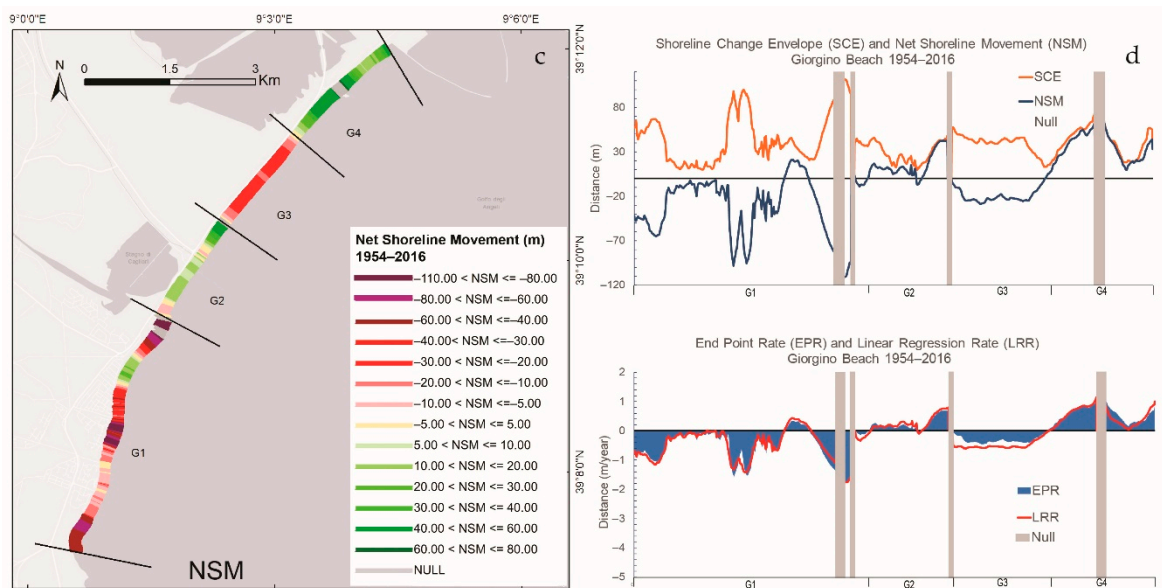 9°0'0"E
9°3'0"E
9°6'0"E
c
0
1.5
3
Km
N
39°12'0"N
39°10'0"N
39°8'0"N
G4
G3
G2
G1
Net Shoreline Movement (m)
1954–2016
–110.00 < NSM <= –80.00
–80.00 < NSM <=–60.00
–60.00 < NSM <=–40.00
–40.00< NSM <=–30.00
–30.00 < NSM <=–20.00
–20.00 < NSM <=–10.00
–10.00 < NSM <=–5.00
–5.00 < NSM <= 5.00
5.00 < NSM <= 10.00
10.00 < NSM <= 20.00
20.00 < NSM <= 30.00
30.00 < NSM <= 40.00
40.00 < NSM <= 60.00
60.00 < NSM <= 80.00
NULL
NSM
Shoreline Change Envelope (SCE) and Net Shoreline Movement (NSM)
Giorgino Beach 1954–2016
d
SCE
NSM
Null
Distance (m)
80
30
−20
−70
−120
G1
G2
G3
G4
End Point Rate (EPR) and Linear Regression Rate (LRR)
Giorgino Beach 1954–2016
Distance (m/year)
2
1
0
−1
−2
−3
−4
−5
EPR
LRR
Null
G1
G2
G3
G4